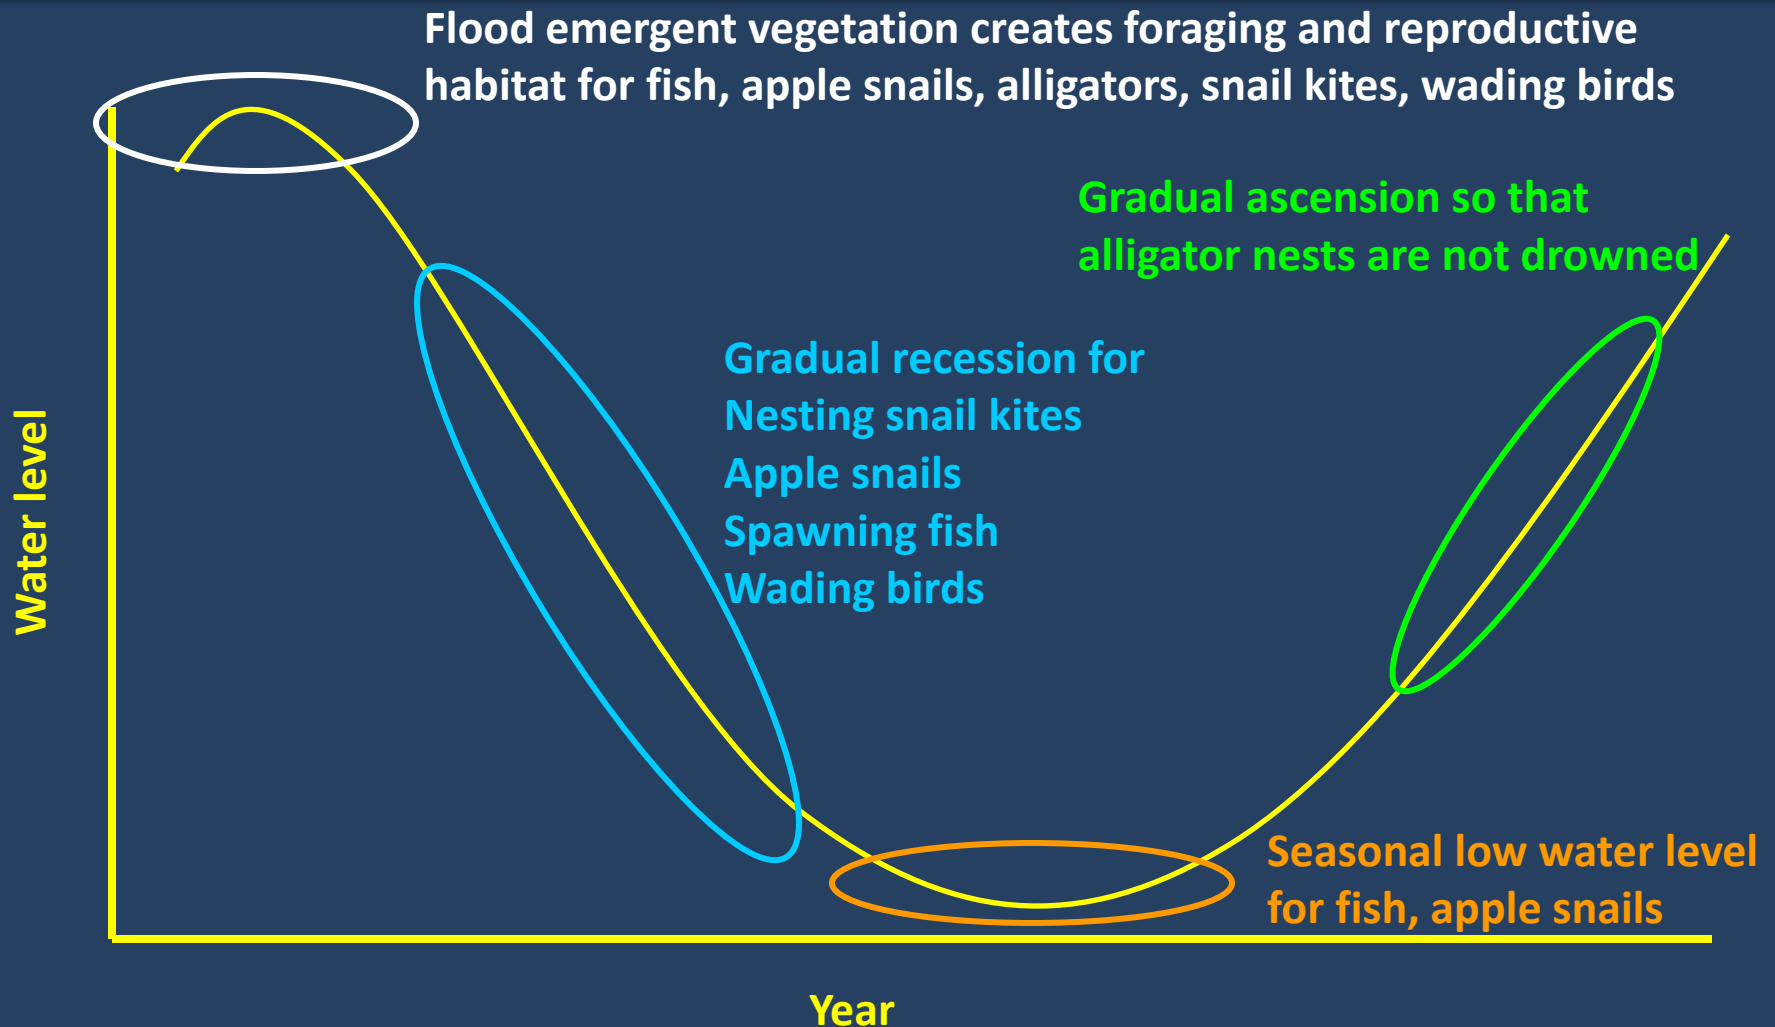 Flood emergent vegetation creates foraging and reproductive
habitat for fish, apple snails, alligators, snail kites, wading birds
Gradual ascension so that
alligator nests are not drowned
Gradual recession for
Nesting snail kites
Apple snails
Spawning fish
Wading birds
Water level
Seasonal low water level
for fish, apple snails
Year